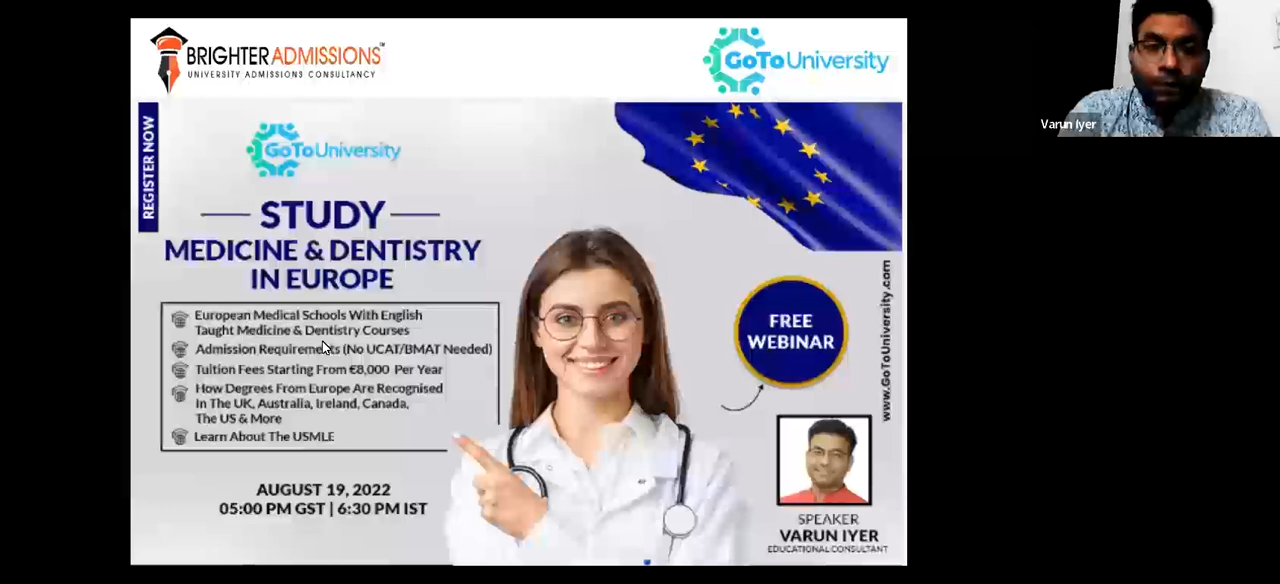 BRIGHTER ADMISSIONS™
UNIVERSITY ADMISSIONS CONSULTANCY
GoToUniversity
Varun Iyer
REGISTER NOW
GoToUniversity
STUDY
MEDICINE & DENTISTRY
IN EUROPE
European Medical Schools With English
Taught Medicine & Dentistry Courses
Admission Requirements (No UCAT/BMAT Needed)
Tuition Fees Starting From €8,000 Per Year
How Degrees From Europe Are Recognised
In The UK, Australia, Ireland, Canada,
The US & More
Learn About The USMLE
AUGUST 19, 2022
05:00 PM GST | 6:30 PM IST
FREE
WEBINAR
www.GoToUniversity.com
SPEAKER
VARUN IYER
EDUCATIONAL CONSULTANT